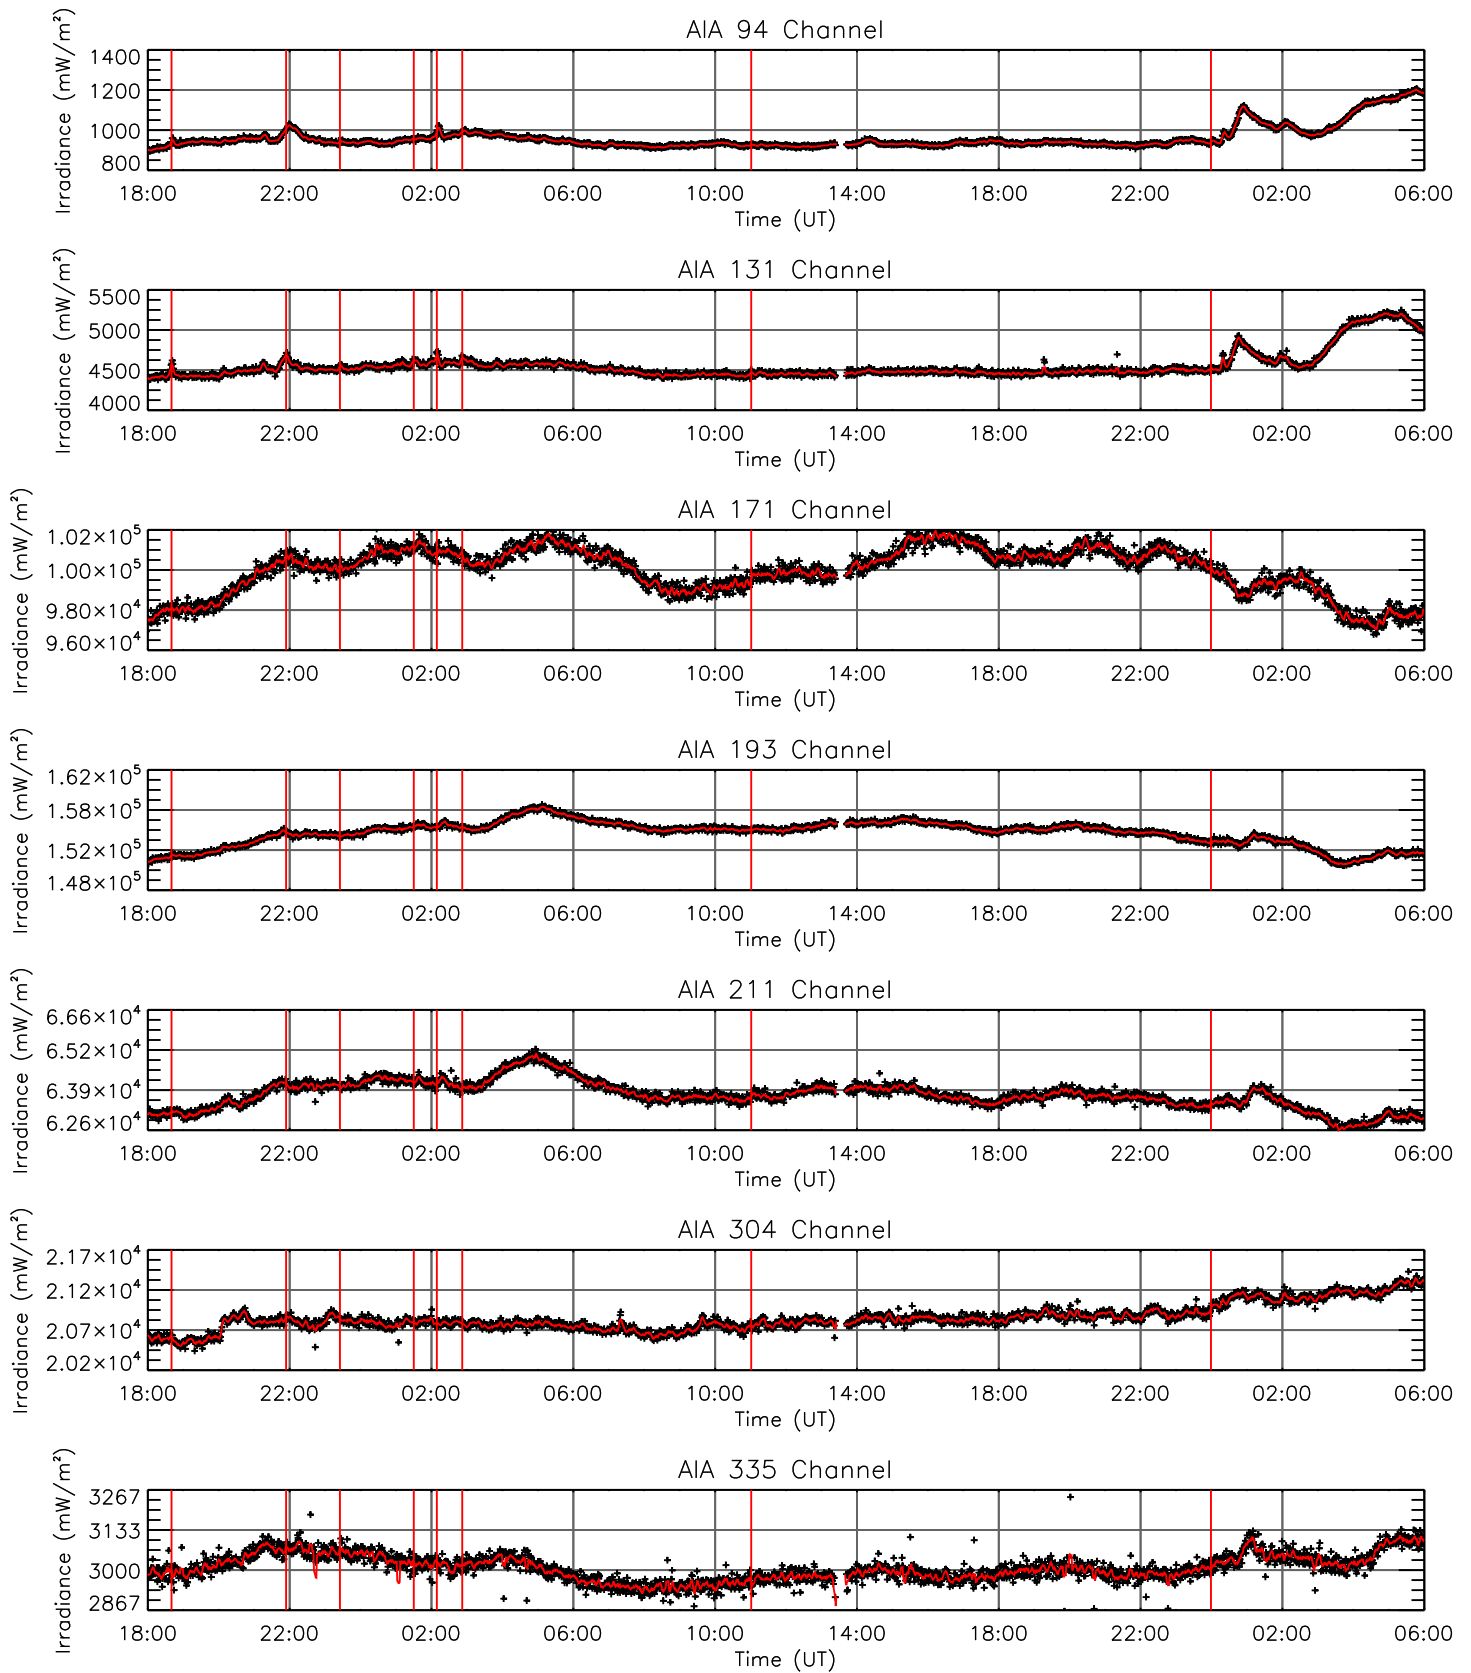 AIA 94 Channel
Irradiance (mW/m²)
1400
1200
1000
800
18:00 22:00 02:00 06:00 10:00 14:00 18:00 22:00 02:00 06:00
Time (UT)
AIA 131 Channel
Irradiance (mW/m²)
5500
5000
4500
4000
18:00 22:00 02:00 06:00 10:00 14:00 18:00 22:00 02:00 06:00
Time (UT)
AIA 171 Channel
Irradiance (mW/m²)
1.02×10⁵
1.00×10⁵
9.80×10⁴
9.60×10⁴
18:00 22:00 02:00 06:00 10:00 14:00 18:00 22:00 02:00 06:00
Time (UT)
AIA 193 Channel
Irradiance (mW/m²)
1.62×10⁵
1.58×10⁵
1.52×10⁵
1.48×10⁵
18:00 22:00 02:00 06:00 10:00 14:00 18:00 22:00 02:00 06:00
Time (UT)
AIA 211 Channel
Irradiance (mW/m²)
6.66×10⁴
6.52×10⁴
6.39×10⁴
6.26×10⁴
18:00 22:00 02:00 06:00 10:00 14:00 18:00 22:00 02:00 06:00
Time (UT)
AIA 304 Channel
Irradiance (mW/m²)
2.17×10⁴
2.12×10⁴
2.07×10⁴
2.02×10⁴
18:00 22:00 02:00 06:00 10:00 14:00 18:00 22:00 02:00 06:00
Time (UT)
AIA 335 Channel
Irradiance (mW/m²)
3267
3133
3000
2867
18:00 22:00 02:00 06:00 10:00 14:00 18:00 22:00 02:00 06:00
Time (UT)